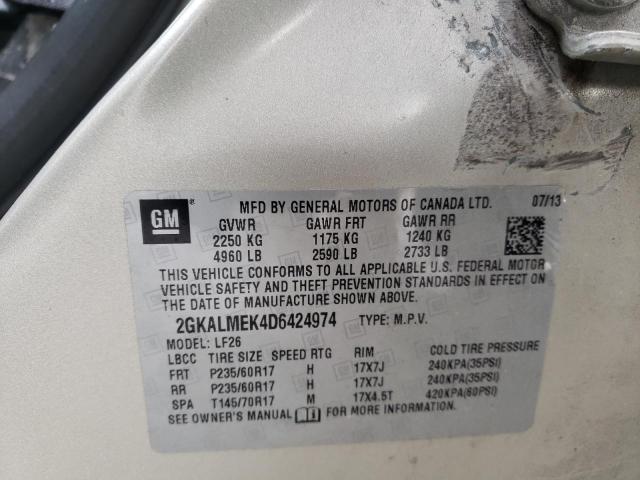 GM ® MFD BY GENERAL MOTORS OF CANADA LTD. 07/13
GVWR GAWR FRT GAWR RR
2250 KG 1175 KG 1240 KG
4960 LB 2590 LB 2733 LB
THIS VEHICLE CONFORMS TO ALL APPLICABLE U.S. FEDERAL MOTOR
VEHICLE SAFETY AND THEFT PREVENTION STANDARDS IN EFFECT ON
THE DATE OF MANUFACTURE SHOWN ABOVE.
2GKALMEK4D6424974 TYPE: M.P.V.
MODEL: LF26
LBCC TIRE SIZE SPEED RTG RIM COLD TIRE PRESSURE
FRT P235/60R17 H 17X7J 240KPA(35PSI)
RR P235/60R17 H 17X7J 240KPA(35PSI)
SPA T145/70R17 M 17X4.5T 420KPA(60PSI)
SEE OWNER'S MANUAL FOR MORE INFORMATION.